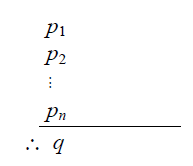 p₁
p₂
⋮
pₙ
∴ q